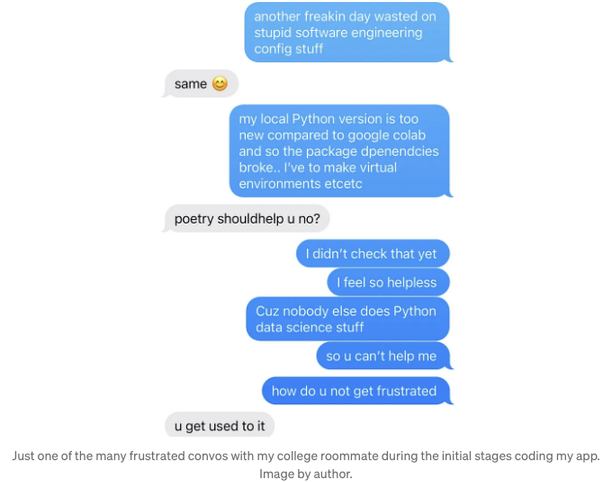 another freakin day wasted on
stupid software engineering
config stuff
same 😊
my local Python version is too
new compared to google colab
and so the package dpenendcies
broke.. I've to make virtual
environments etcetc
poetry shouldhelp u no?
I didn't check that yet
I feel so helpless
Cuz nobody else does Python
data science stuff
so u can't help me
how do u not get frustrated
u get used to it
Just one of the many frustrated convos with my college roommate during the initial stages coding my app.
Image by author.